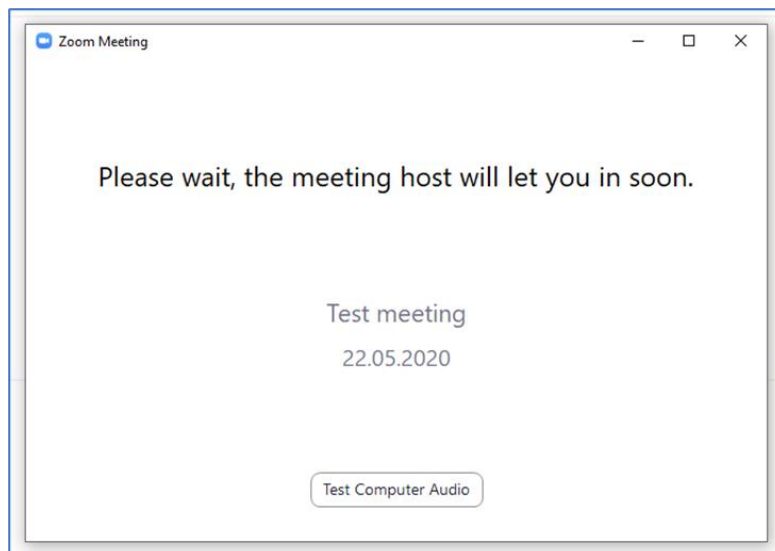 Zoom Meeting
Please wait, the meeting host will let you in soon.
Test meeting
22.05.2020
Test Computer Audio